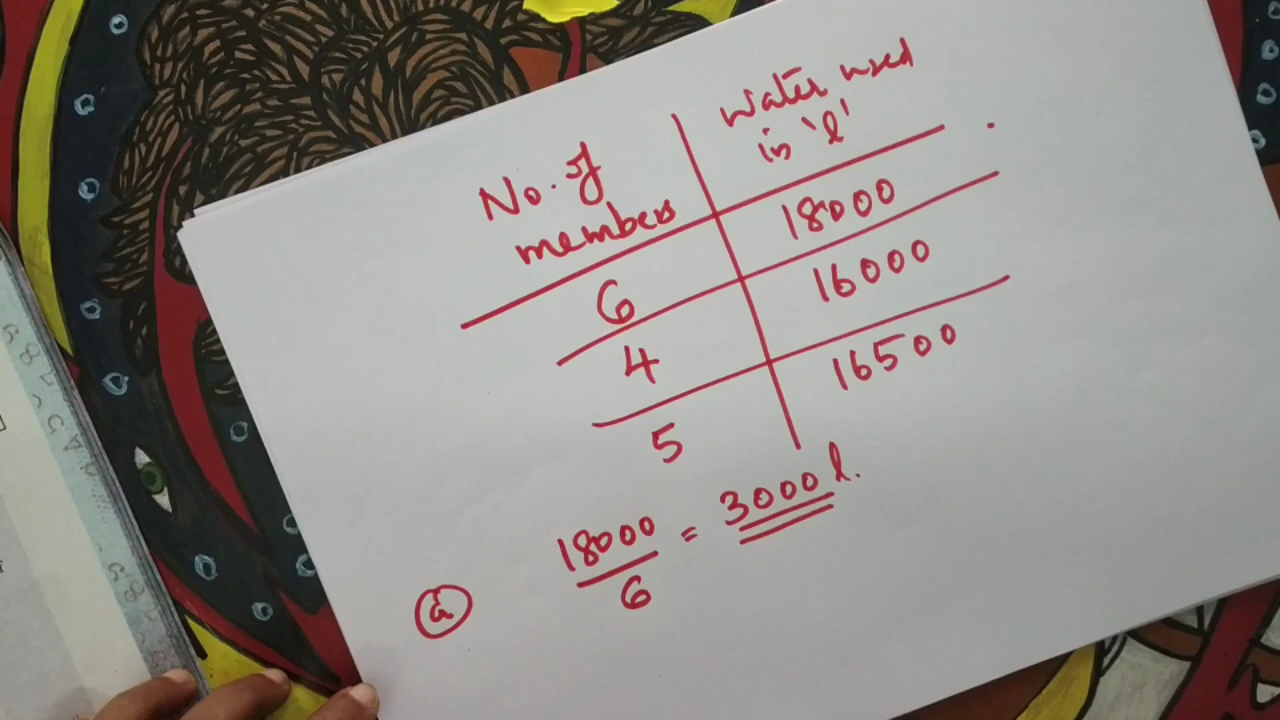 No. of members | Water used in 'l'
6 | 18000
4 | 16000
5 | 16500
a 18000/6 = 3000 l.